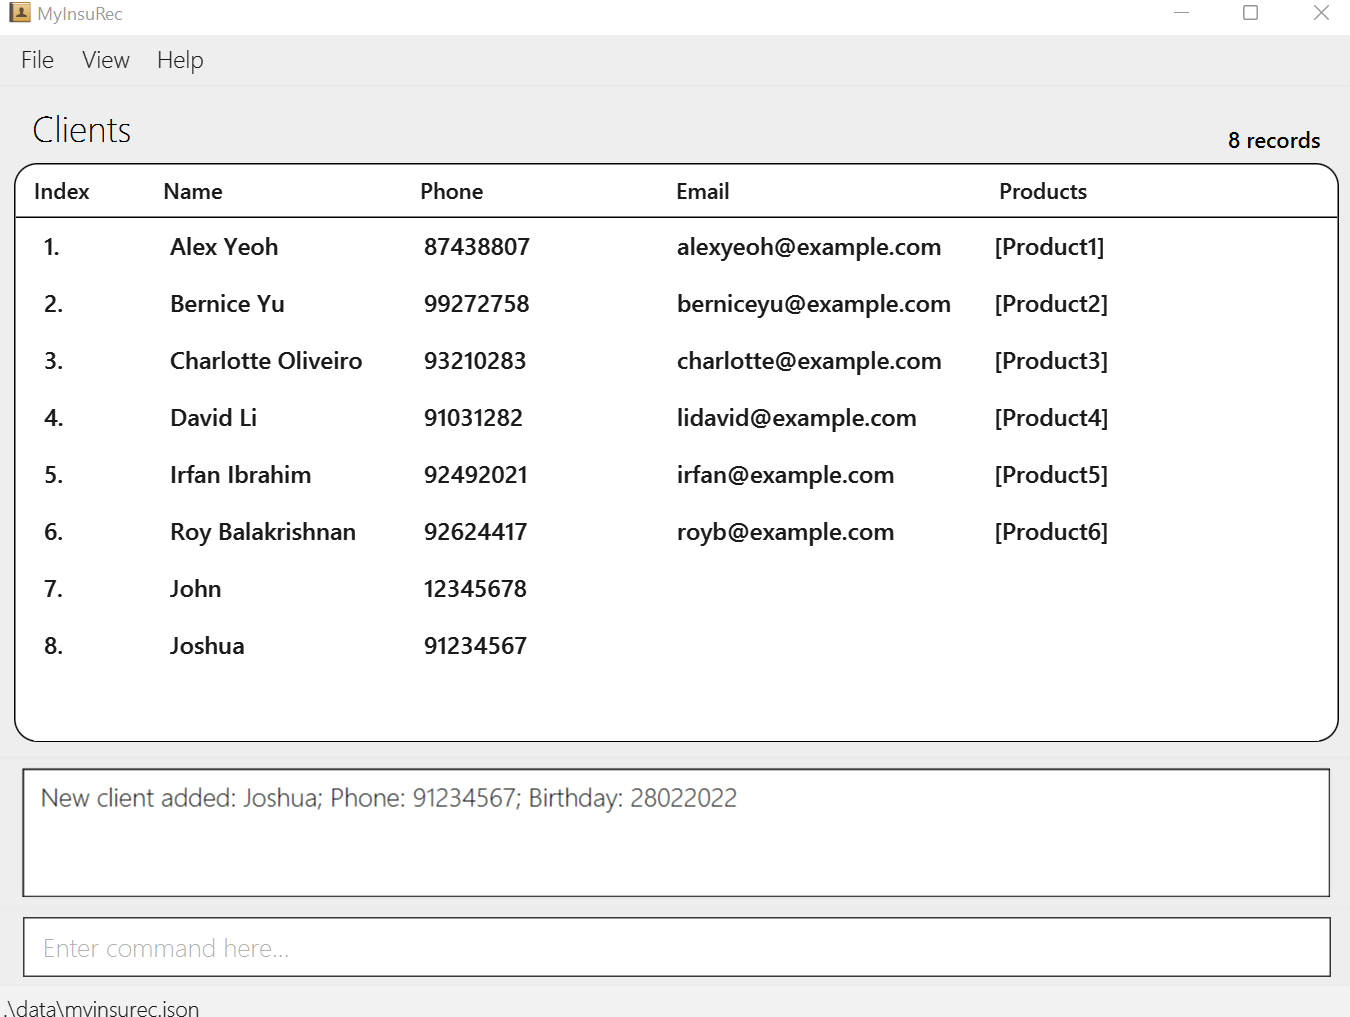 MyInsuRec
File View Help
Clients
8 records
Index Name Phone Email Products
1. Alex Yeoh 87438807 alexyeoh@example.com [Product1]
2. Bernice Yu 99272758 berniceyu@example.com [Product2]
3. Charlotte Oliveiro 93210283 charlotte@example.com [Product3]
4. David Li 91031282 lidavid@example.com [Product4]
5. Irfan Ibrahim 92492021 irfan@example.com [Product5]
6. Roy Balakrishnan 92624417 royb@example.com [Product6]
7. John 12345678
8. Joshua 91234567
New client added: Joshua; Phone: 91234567; Birthday: 28022022
Enter command here...
.\data\myinsurec.json